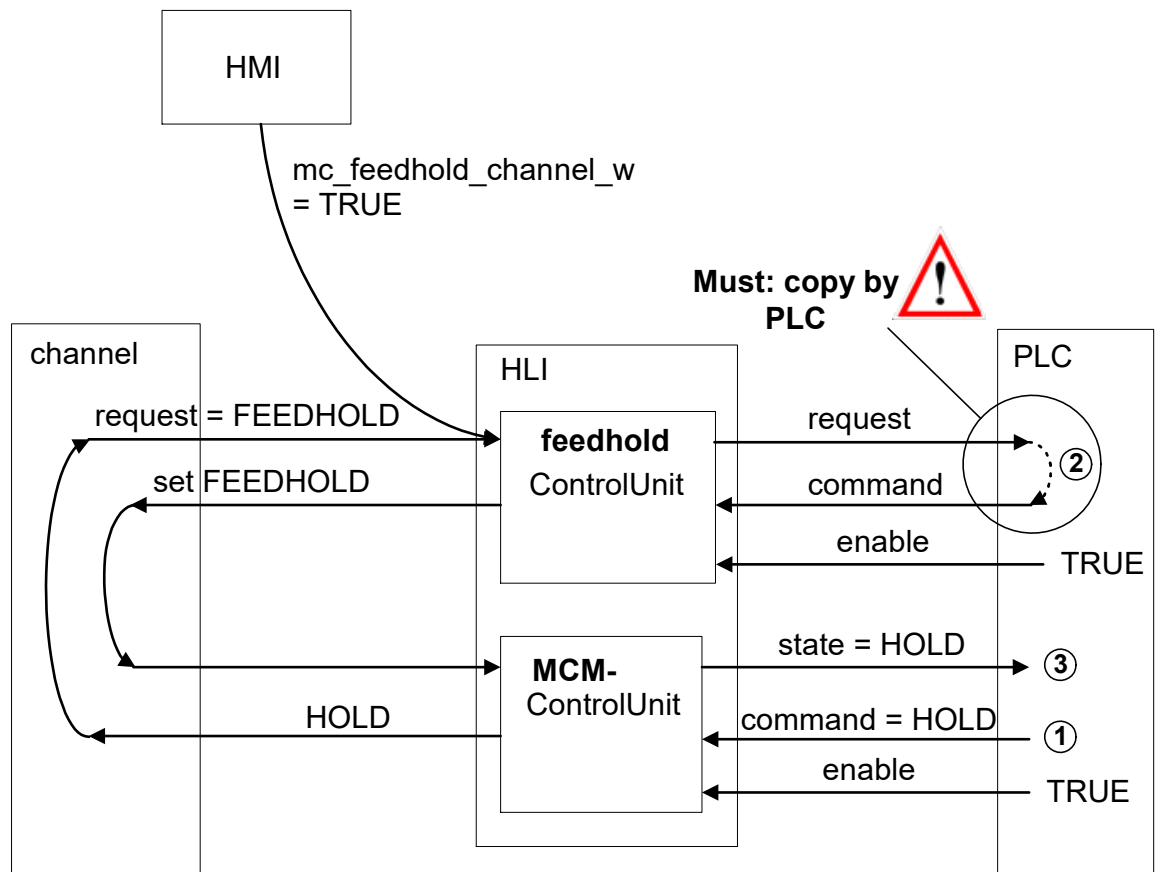 HMI
mc_feedhold_channel_w
= TRUE
Must: copy by
PLC
!
channel
HLI
PLC
request = FEEDHOLD
feedhold
ControlUnit
request
2
set FEEDHOLD
command
enable
TRUE
state = HOLD
3
MCM-
ControlUnit
HOLD
command = HOLD
1
enable
TRUE